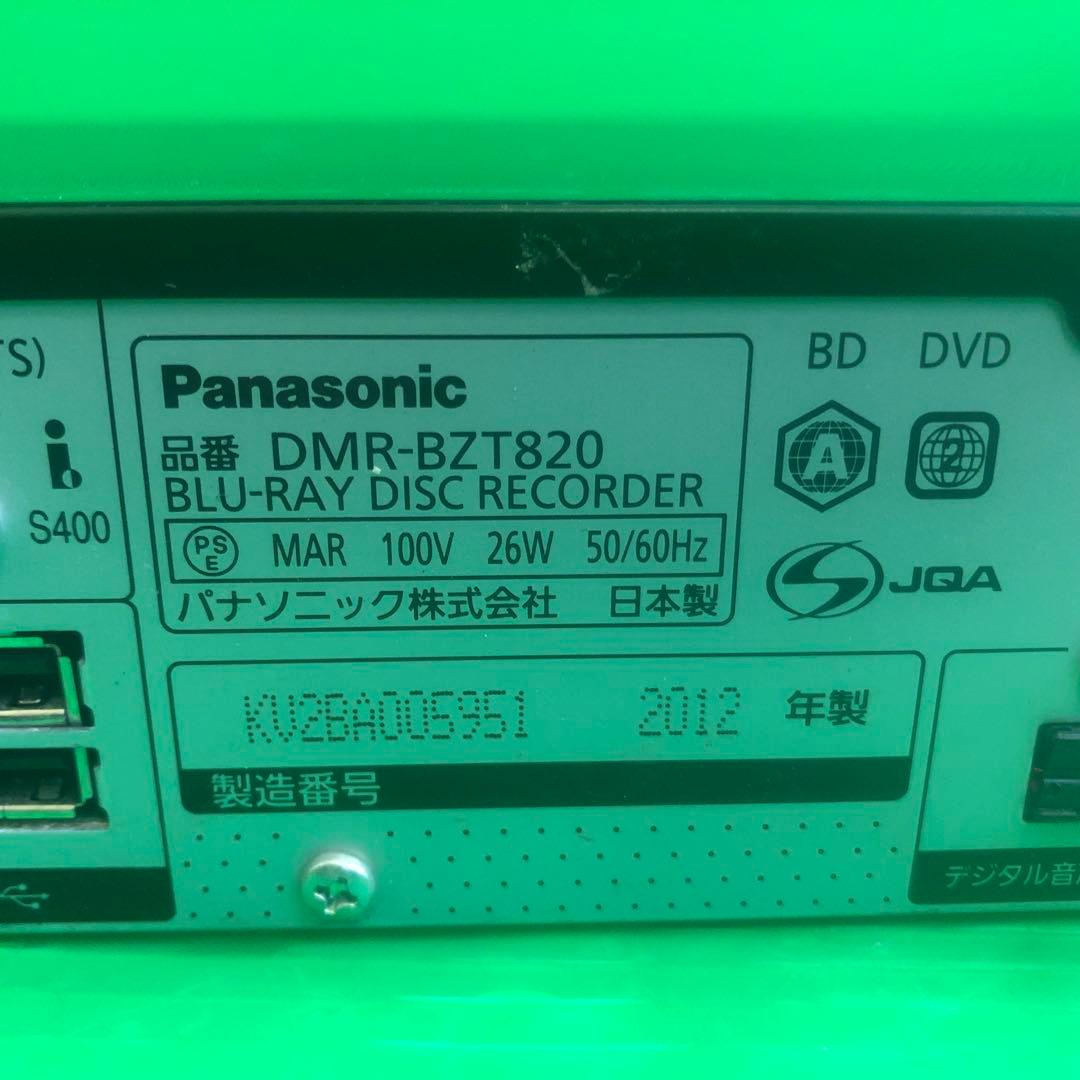 TS)
i
S400
Panasonic
品番 DMR-BZT820
BLU-RAY DISC RECORDER
PSE MAR 100V 26W 50/60Hz
パナソニック株式会社 日本製
BD DVD
A 2
JQA
KV2BA005951 2012 年製
製造番号
デジタル音